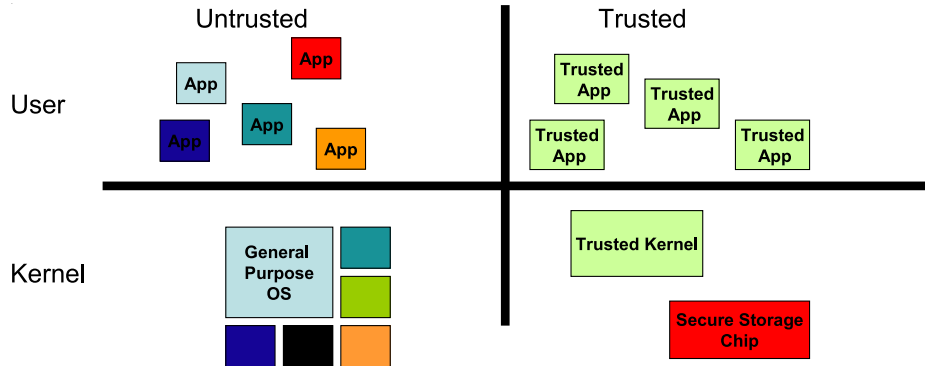 Untrusted
Trusted
User
App
App
App
App
App
Trusted
App
Trusted
App
Trusted
App
Trusted
App
Kernel
General
Purpose
OS
Trusted Kernel
Secure Storage
Chip